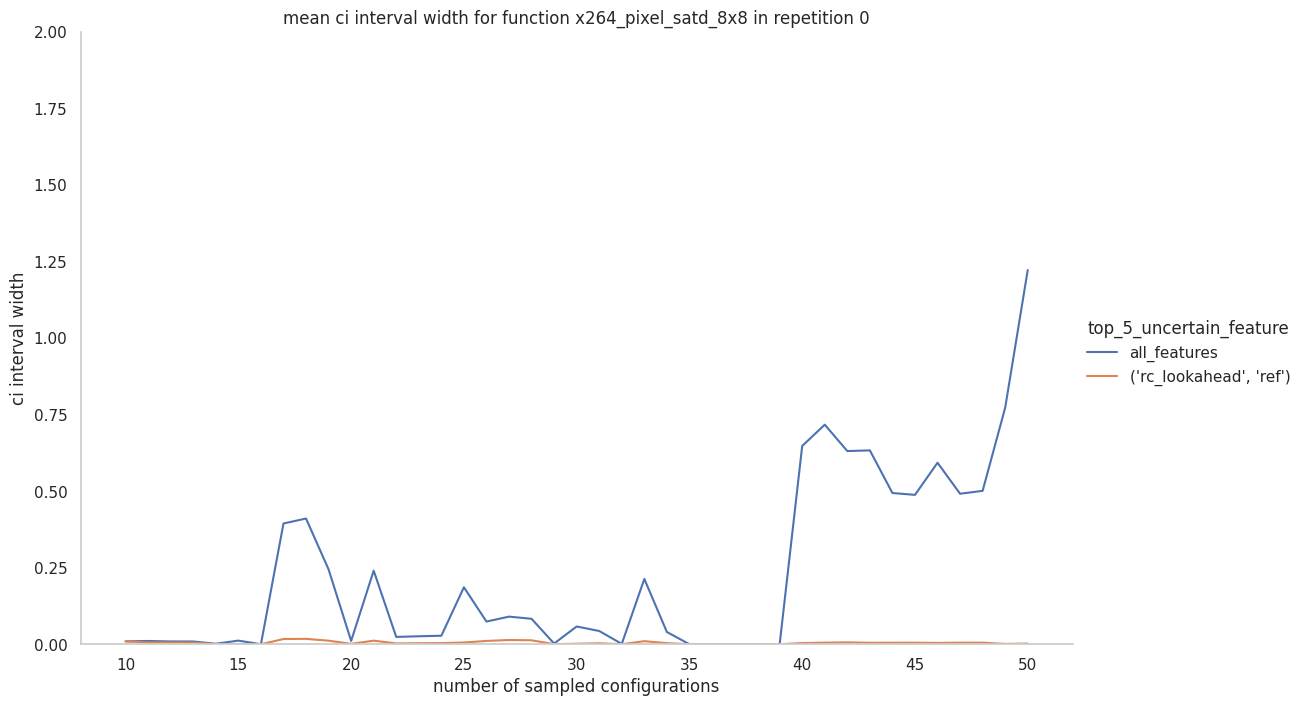 mean ci interval width for function x264_pixel_satd_8x8 in repetition 0
2.00
1.75
1.50
1.25
1.00
0.75
0.50
0.25
0.00
ci interval width
10 15 20 25 30 35 40 45 50
number of sampled configurations
top_5_uncertain_feature
all_features
('rc_lookahead', 'ref')